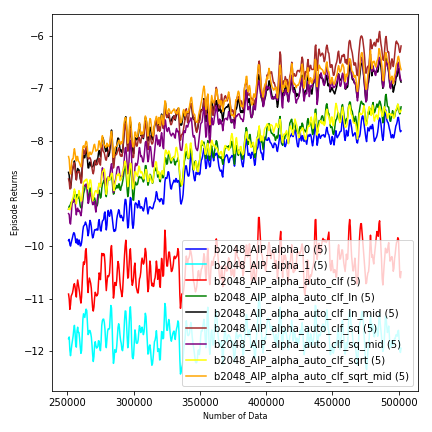 −6
−7
−8
−9
−10
−11
−12
Episode Returns
b2048_AIP_alpha_0 (5)
b2048_AIP_alpha_1 (5)
b2048_AIP_alpha_auto_clf (5)
b2048_AIP_alpha_auto_clf_ln (5)
b2048_AIP_alpha_auto_clf_ln_mid (5)
b2048_AIP_alpha_auto_clf_sq (5)
b2048_AIP_alpha_auto_clf_sq_mid (5)
b2048_AIP_alpha_auto_clf_sqrt (5)
b2048_AIP_alpha_auto_clf_sqrt_mid (5)
250000 300000 350000 400000 450000 500000
Number of Data